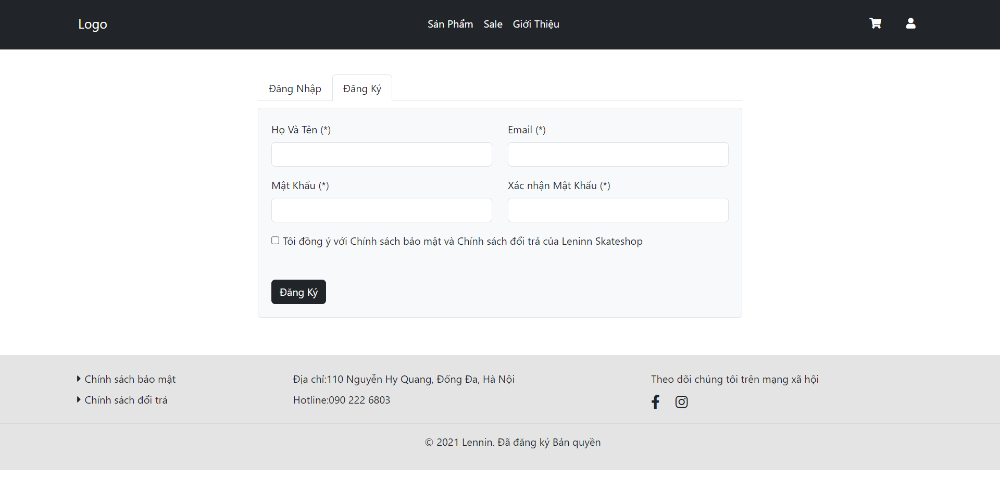 Logo
Sản Phẩm Sale Giới Thiệu
Đăng Nhập Đăng Ký
Họ Và Tên (*) Email (*)
Mật Khẩu (*) Xác nhận Mật Khẩu (*)
Tôi đồng ý với Chính sách bảo mật và Chính sách đổi trả của Leninn Skateshop
Đăng Ký
Chính sách bảo mật
Chính sách đổi trả
Địa chỉ:110 Nguyễn Hy Quang, Đống Đa, Hà Nội
Hotline:090 222 6803
Theo dõi chúng tôi trên mạng xã hội
© 2021 Lennin. Đã đăng ký Bản quyền